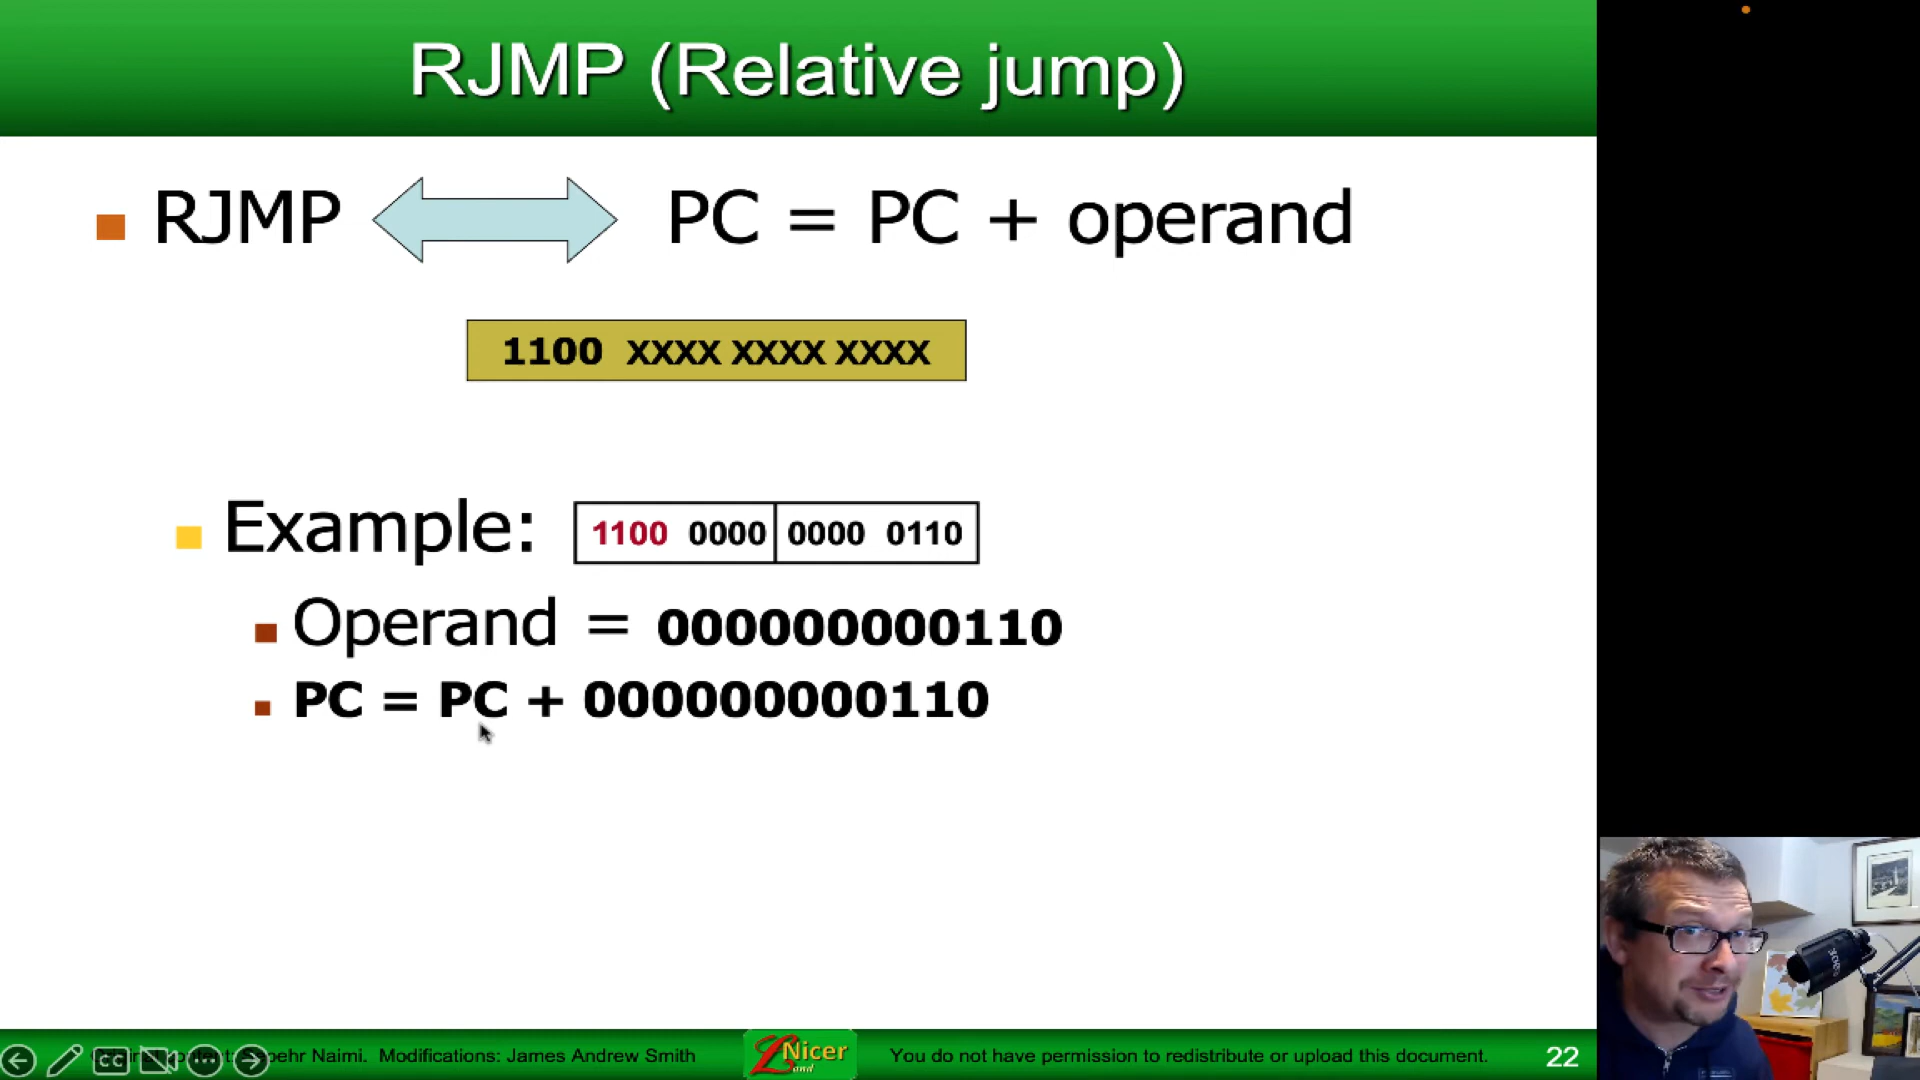 RJMP (Relative jump)
RJMP PC = PC + operand
1100 XXXX XXXX XXXX
Example: 1100 0000 0000 0110
Operand = 000000000110
PC = PC + 000000000110
CC Naimi. Modifications: James Andrew Smith
Nicer Land
You do not have permission to redistribute or upload this document.
22